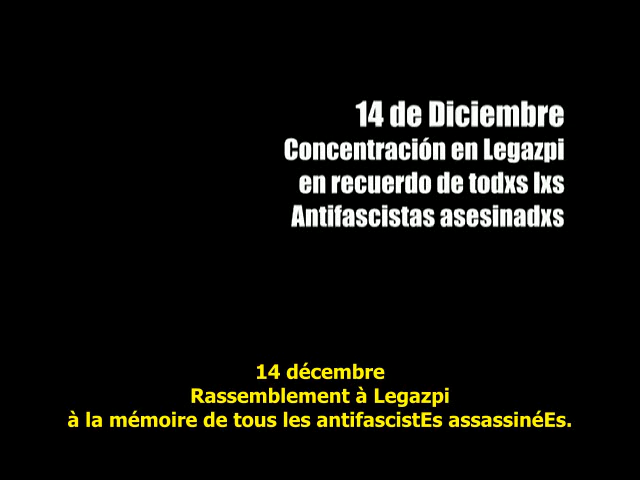 14 de Diciembre
Concentración en Legazpi
en recuerdo de todxs lxs
Antifascistas asesinadxs
14 décembre
Rassemblement à Legazpi
à la mémoire de tous les antifascistEs assassinéEs.